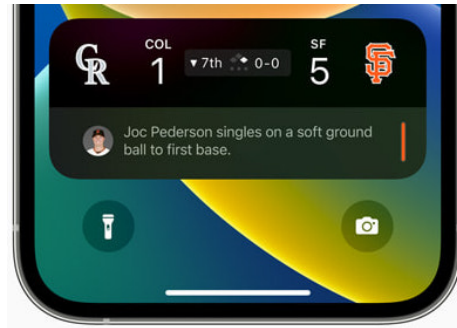 COL
1
▼ 7th 0-0
SF
5
Joc Pederson singles on a soft ground
ball to first base.